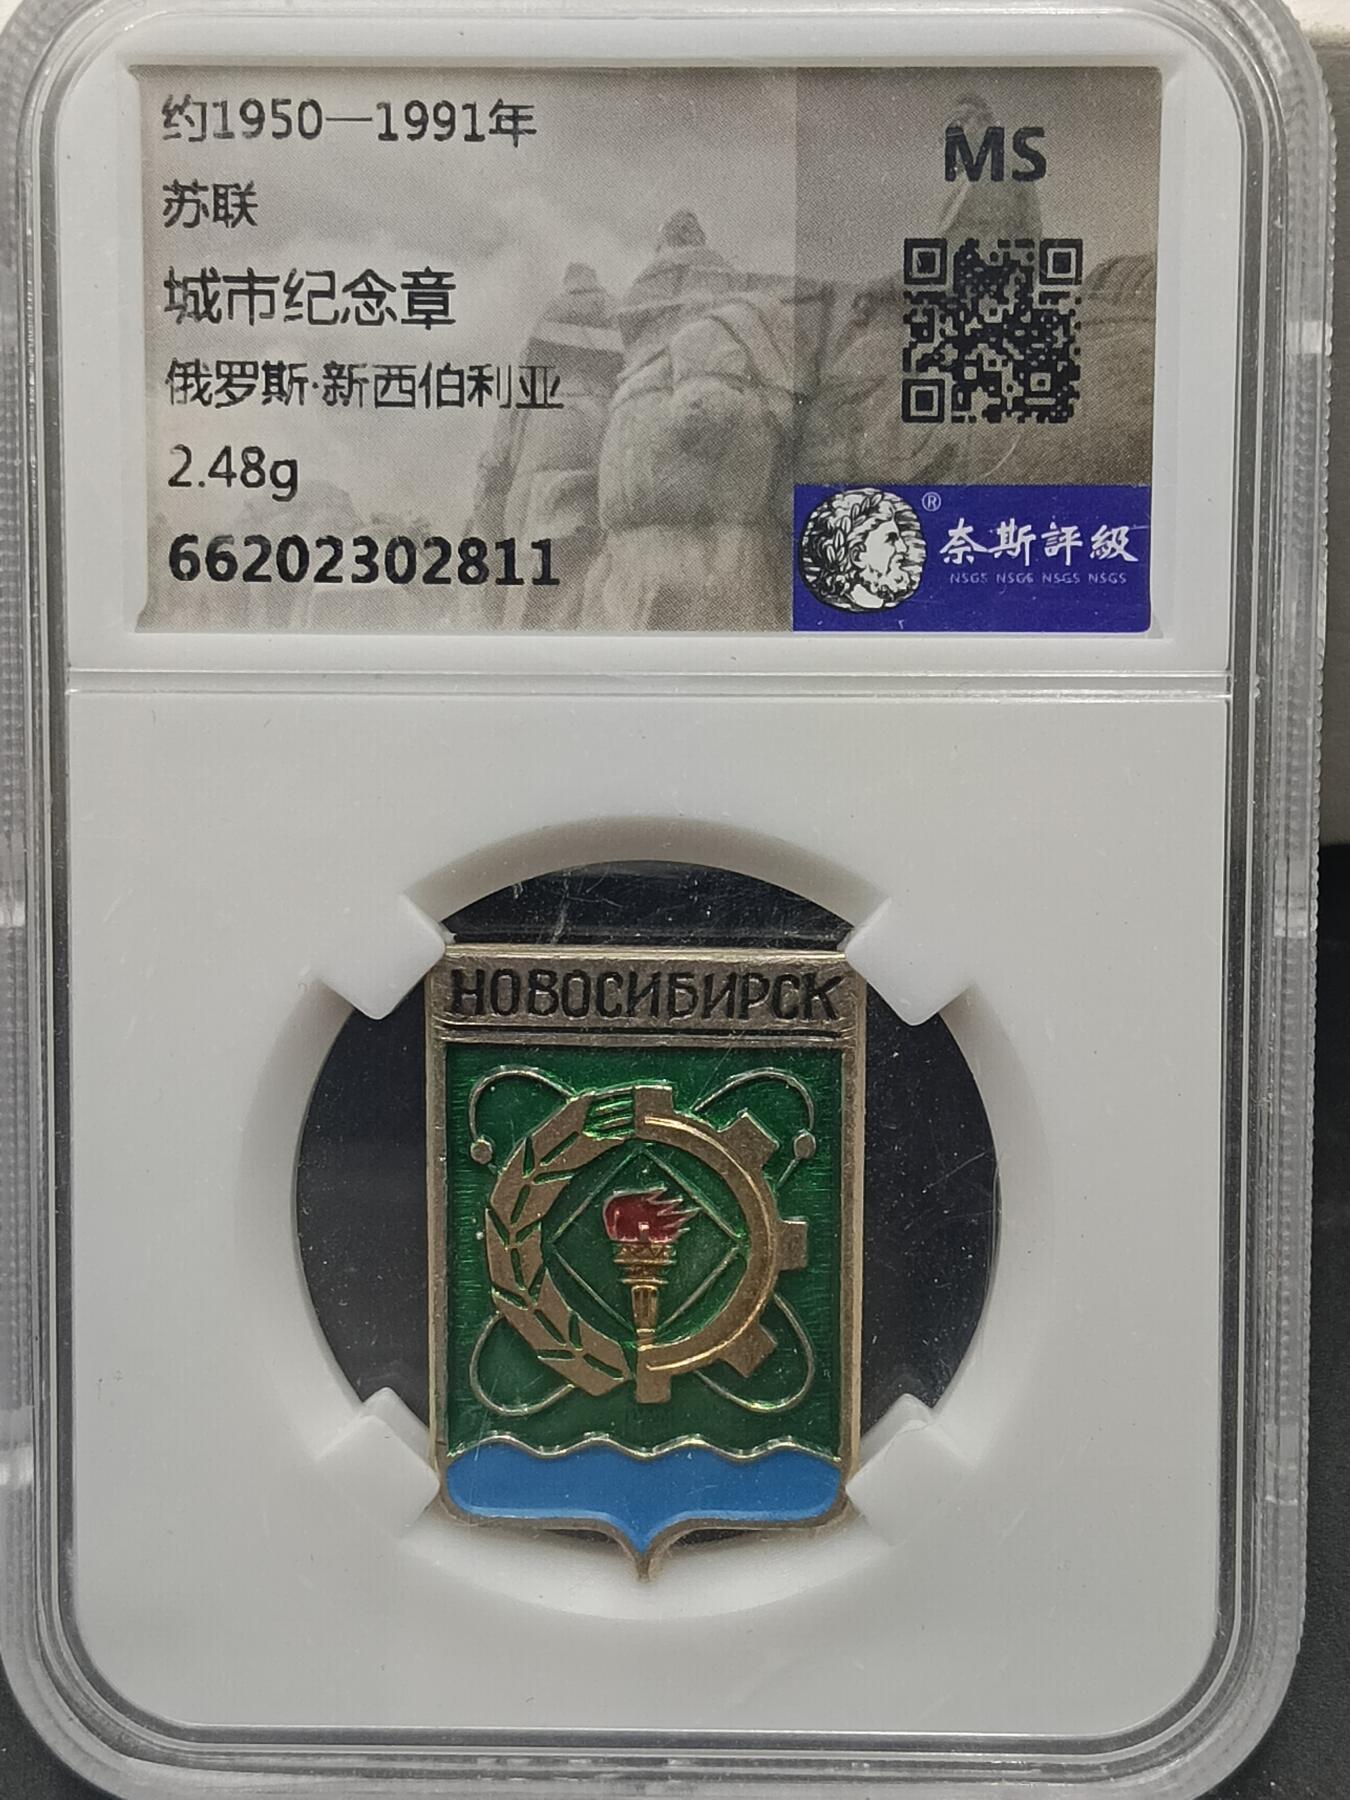 约1950—1991年
苏联
城市纪念章
俄罗斯·新西伯利亚
2.48g
66202302811
MS
®
奈斯評級
NSGS NSGS NSGS NSGS
НОВОСИБИРСК